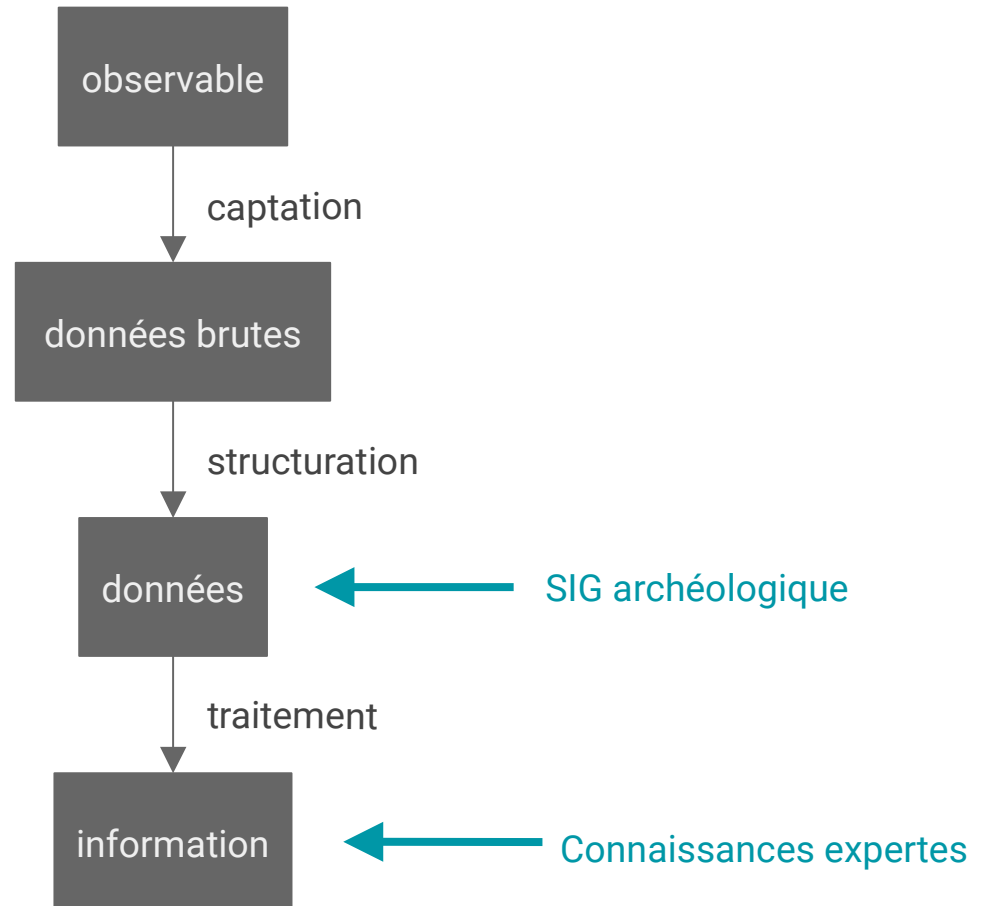 observable
captation
données brutes
structuration
données
SIG archéologique
traitement
information
Connaissances expertes